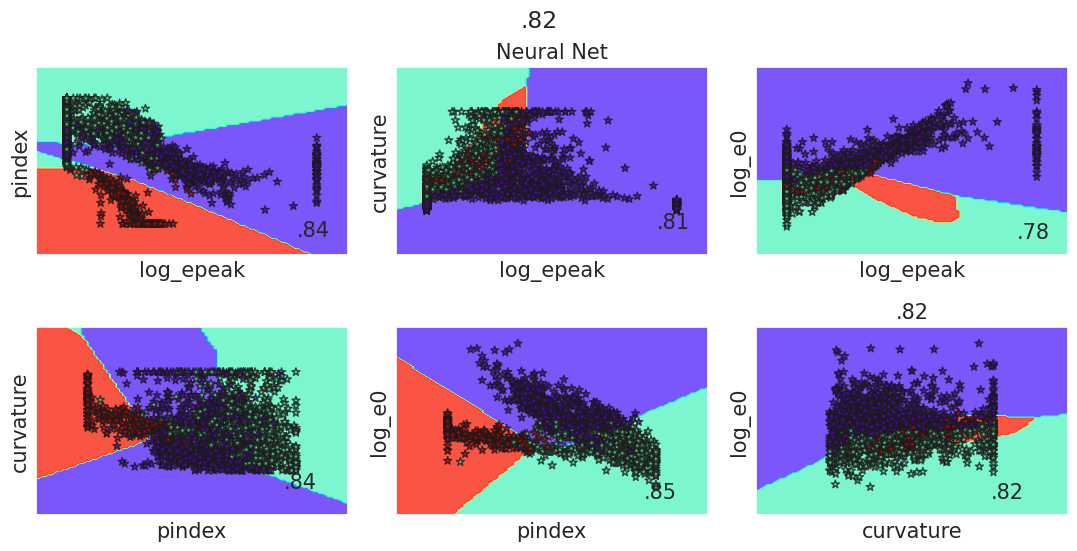 .82
Neural Net
pindex
.84
log_epeak
curvature
.81
log_epeak
log_e0
.78
log_epeak
curvature
.84
pindex
log_e0
.85
pindex
.82
log_e0
.82
curvature